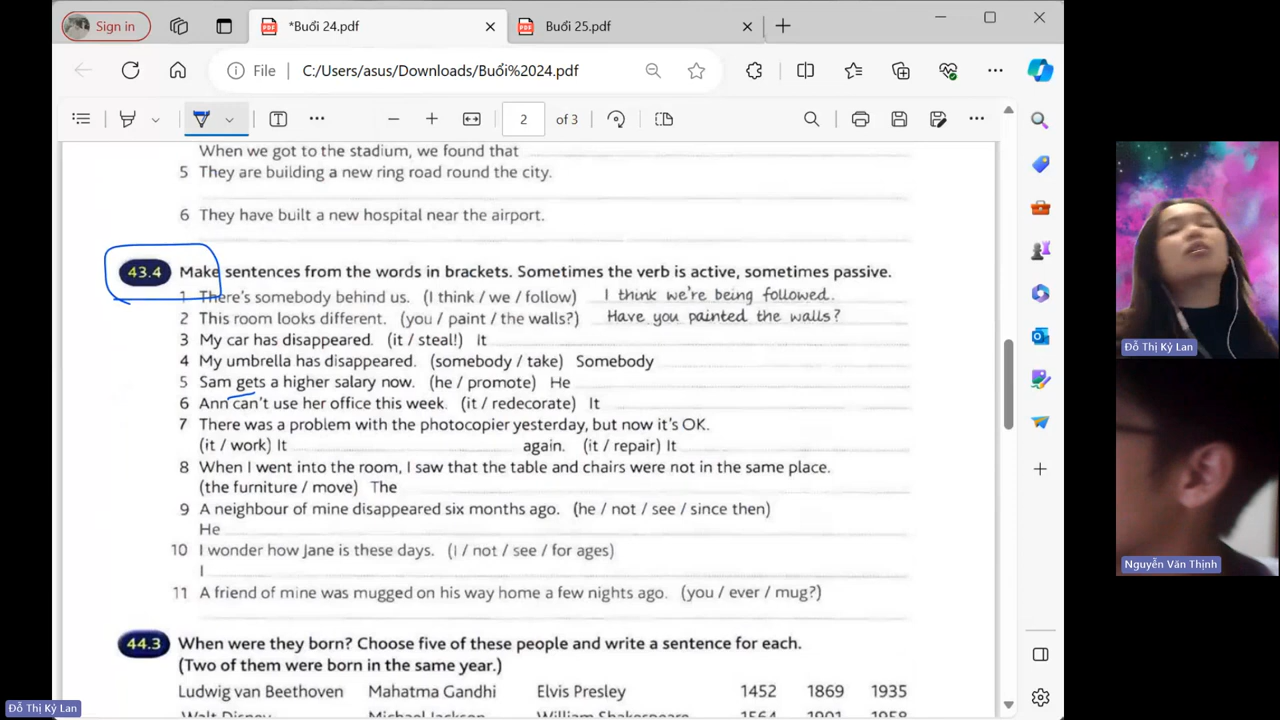 Sign in
*Buổi 24.pdf
Buổi 25.pdf
File
C:/Users/asus/Downloads/Buổi%2024.pdf
2 of 3
When we got to the stadium, we found that
5 They are building a new ring road round the city.
6 They have built a new hospital near the airport.
43.4 Make sentences from the words in brackets. Sometimes the verb is active, sometimes passive.
1 There's somebody behind us. (I think / we / follow) I think we're being followed.
2 This room looks different. (you / paint / the walls?) Have you painted the walls?
3 My car has disappeared. (it / steal!) It
4 My umbrella has disappeared. (somebody / take) Somebody
5 Sam gets a higher salary now. (he / promote) He
6 Ann can't use her office this week. (it / redecorate) It
7 There was a problem with the photocopier yesterday, but now it's OK.
(it / work) It again. (it / repair) It
8 When I went into the room, I saw that the table and chairs were not in the same place.
(the furniture / move) The
9 A neighbour of mine disappeared six months ago. (he / not / see / since then)
He
10 I wonder how Jane is these days. (I / not / see / for ages)
I
11 A friend of mine was mugged on his way home a few nights ago. (you / ever / mug?)
44.3 When were they born? Choose five of these people and write a sentence for each.
(Two of them were born in the same year.)
Ludwig van Beethoven Mahatma Gandhi Elvis Presley 1452 1869 1935
Walt Disney Michael Jackson William Shakespeare 1564 1901 1958
Đỗ Thị Kỷ Lan
Nguyễn Văn Thịnh
Đỗ Thị Kỷ Lan